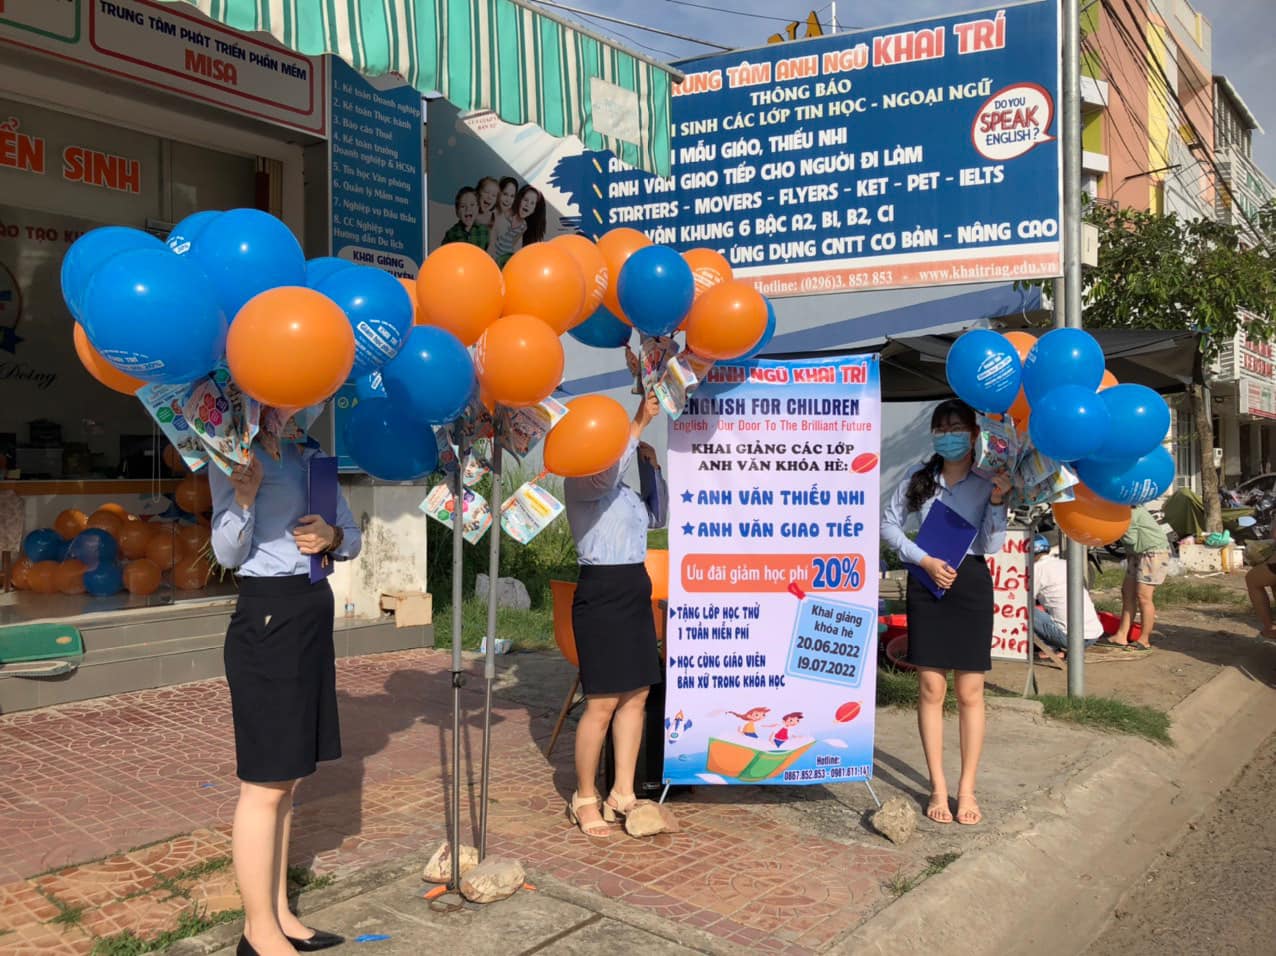 TRUNG TÂM PHÁT TRIỂN PHẦN MỀM
MISA
ỂN SINH
ÀO TẠO
Doing
1. Kế toán Doanh nghiệp
2. Kế toán Thực hành
3. Báo cáo Thuế
4. Kế toán trưởng
Doanh nghiệp & HCSN
5. Tin học Văn phòng
6. Quản lý Mầm non
7. Nghiệp vụ Đấu thầu
8. CC Nghiệp vụ
Hướng dẫn Du lịch
KHAI GIẢNG
RUNG TÂM ANH NGỮ KHAI TRÍ
THÔNG BÁO
SINH CÁC LỚP TIN HỌC - NGOẠI NGỮ
MẪU GIÁO, THIẾU NHI
ANH VĂN GIAO TIẾP CHO NGƯỜI ĐI LÀM
STARTERS - MOVERS - FLYERS - KET - PET - IELTS
VĂN KHUNG 6 BẬC A2, B1, B2, C1
ỨNG DỤNG CNTT CƠ BẢN - NÂNG CAO
Hotline: (0296)3. 852 853 - www.khaitriag.edu.vn
DO YOU
SPEAK
ENGLISH?
ANH NGỮ KHAI TRÍ
ENGLISH FOR CHILDREN
English - Our Door To The Brilliant Future
KHAI GIẢNG CÁC LỚP
ANH VĂN KHÓA HÈ:
ANH VĂN THIẾU NHI
ANH VĂN GIAO TIẾP
Ưu đãi giảm học phí 20%
TẶNG LỚP HỌC THỬ
1 TUẦN MIỄN PHÍ
HỌC CÙNG GIÁO VIÊN
BẢN XỨ TRONG KHÓA HỌC
Khai giảng
khóa hè
20.06.2022
19.07.2022
Hotline:
0867.852.853 - 0981.611.141